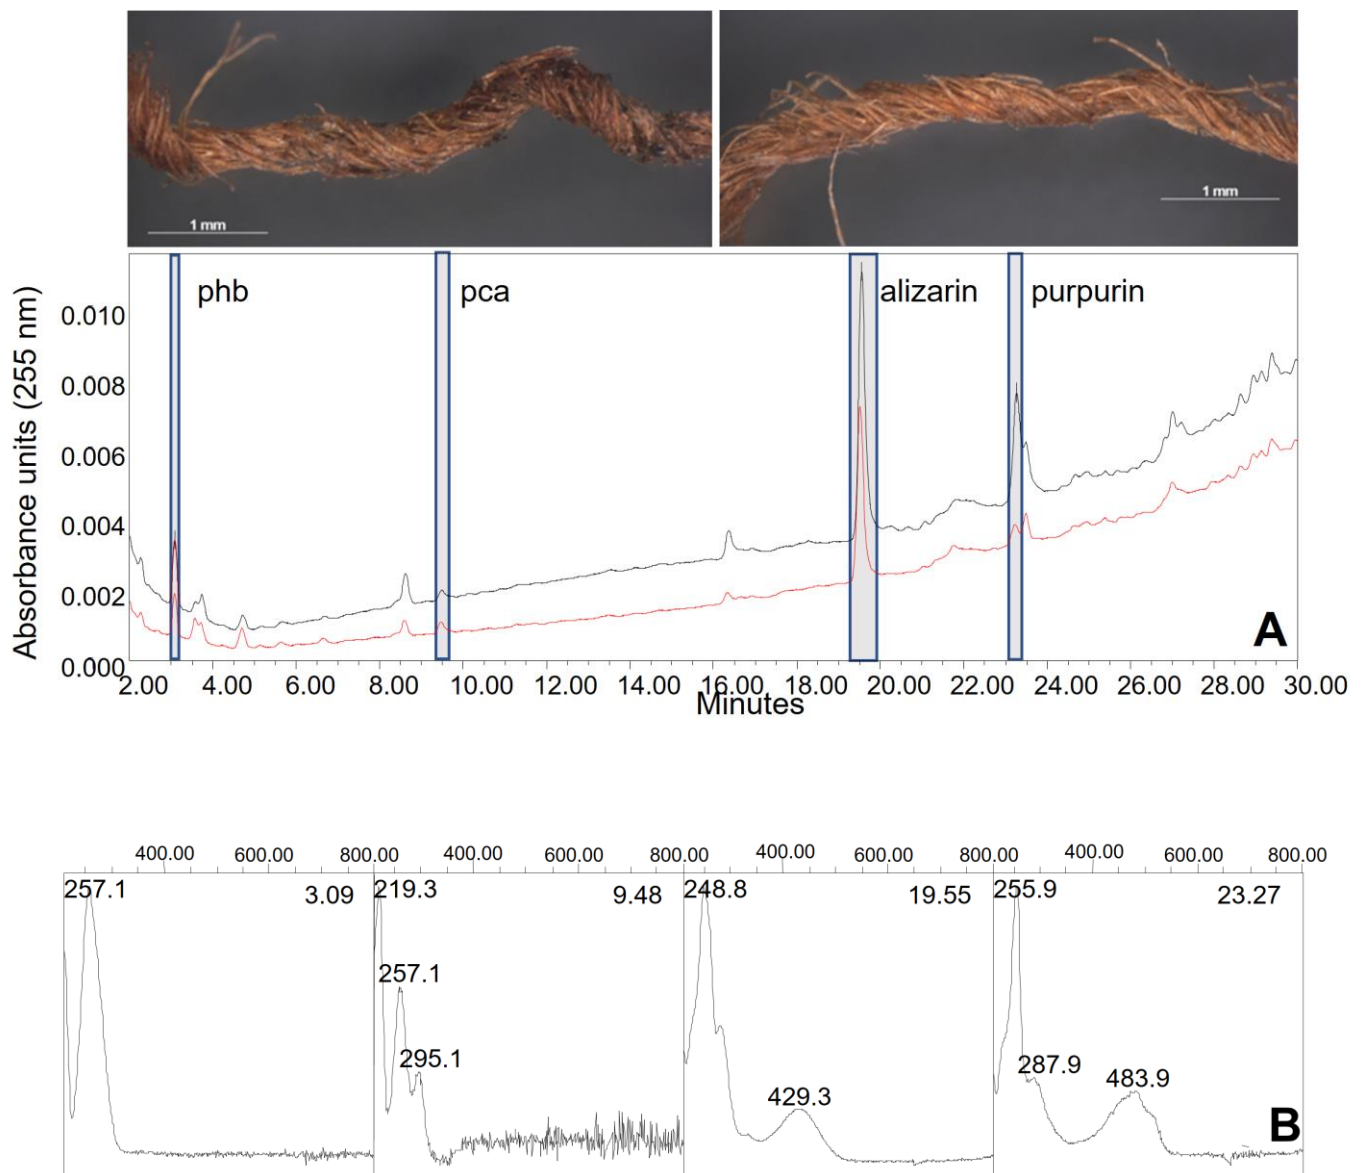 1 mm
1 mm
phb
pca
alizarin
purpurin
Absorbance units (255 nm)
0.010
0.008
0.006
0.004
0.002
0.000
2.00 4.00 6.00 8.00 10.00 12.00 14.00 16.00 18.00 20.00 22.00 24.00 26.00 28.00 30.00
Minutes
A
400.00 600.00 800.00 400.00 600.00 800.00 400.00 600.00 800.00 400.00 600.00 800.00
257.1 3.09 219.3 9.48 248.8 19.55 255.9 23.27
257.1
295.1
429.3
287.9
483.9
B